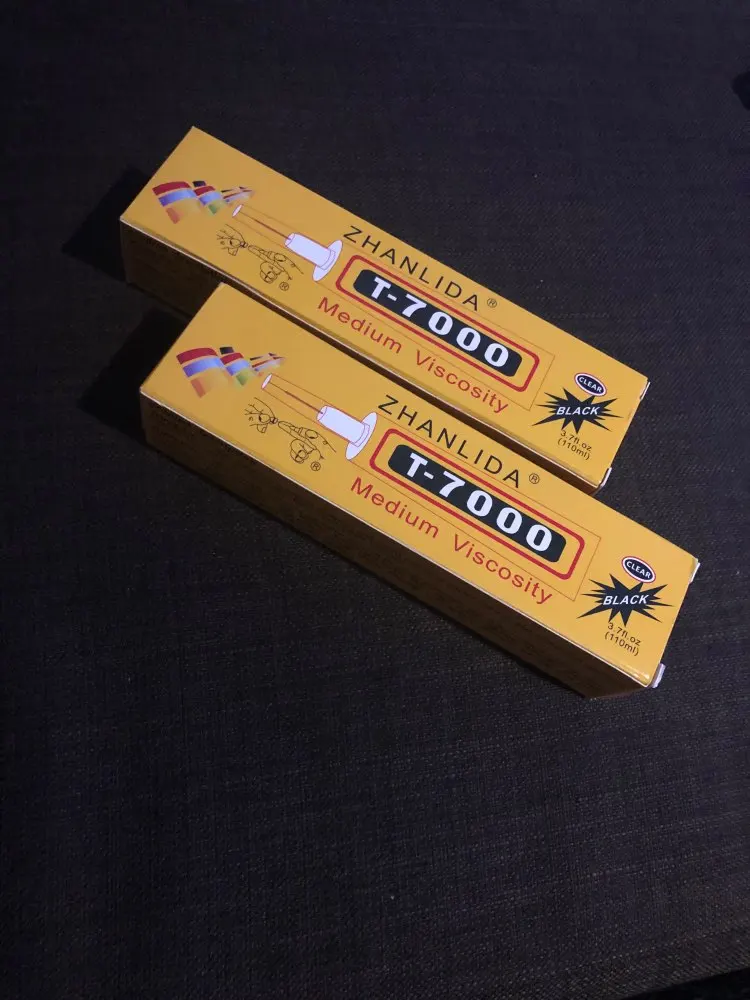 ZHANLIDA ®
T-7000
Medium Viscosity
®
CLEAR
BLACK
3.7fl oz
(110ml)
ZHANLIDA ®
T-7000
Medium Viscosity
®
CLEAR
BLACK
3.7fl oz
(110ml)